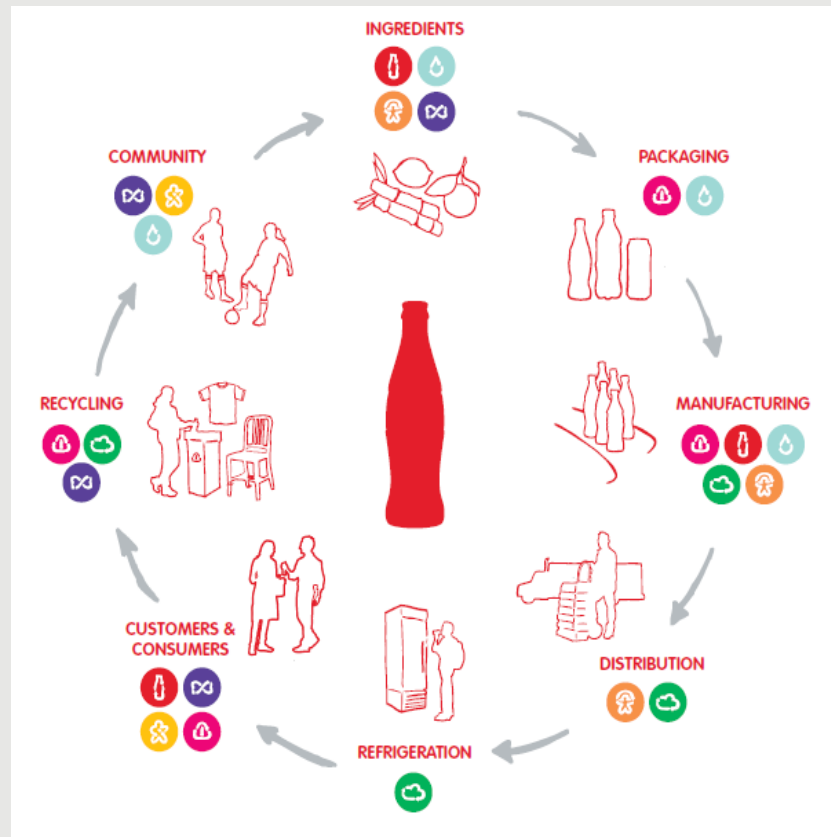 INGREDIENTS
PACKAGING
MANUFACTURING
DISTRIBUTION
REFRIGERATION
CUSTOMERS &
CONSUMERS
RECYCLING
COMMUNITY